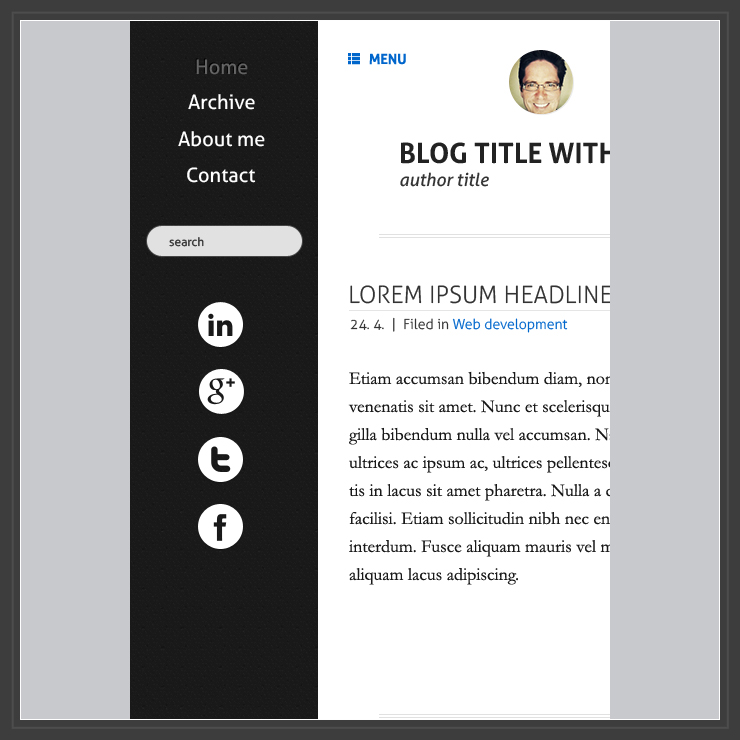 Home
Archive
About me
Contact
search
in
g+
t
f
MENU
BLOG TITLE WITH
author title
LOREM IPSUM HEADLINE
24. 4. | Filed in Web development
Etiam accumsan bibendum diam, non
venenatis sit amet. Nunc et scelerisqu
gilla bibendum nulla vel accumsan. N
ultrices ac ipsum ac, ultrices pellentes
tis in lacus sit amet pharetra. Nulla a
facilisi. Etiam sollicitudin nibh nec en
interdum. Fusce aliquam mauris vel m
aliquam lacus adipiscing.